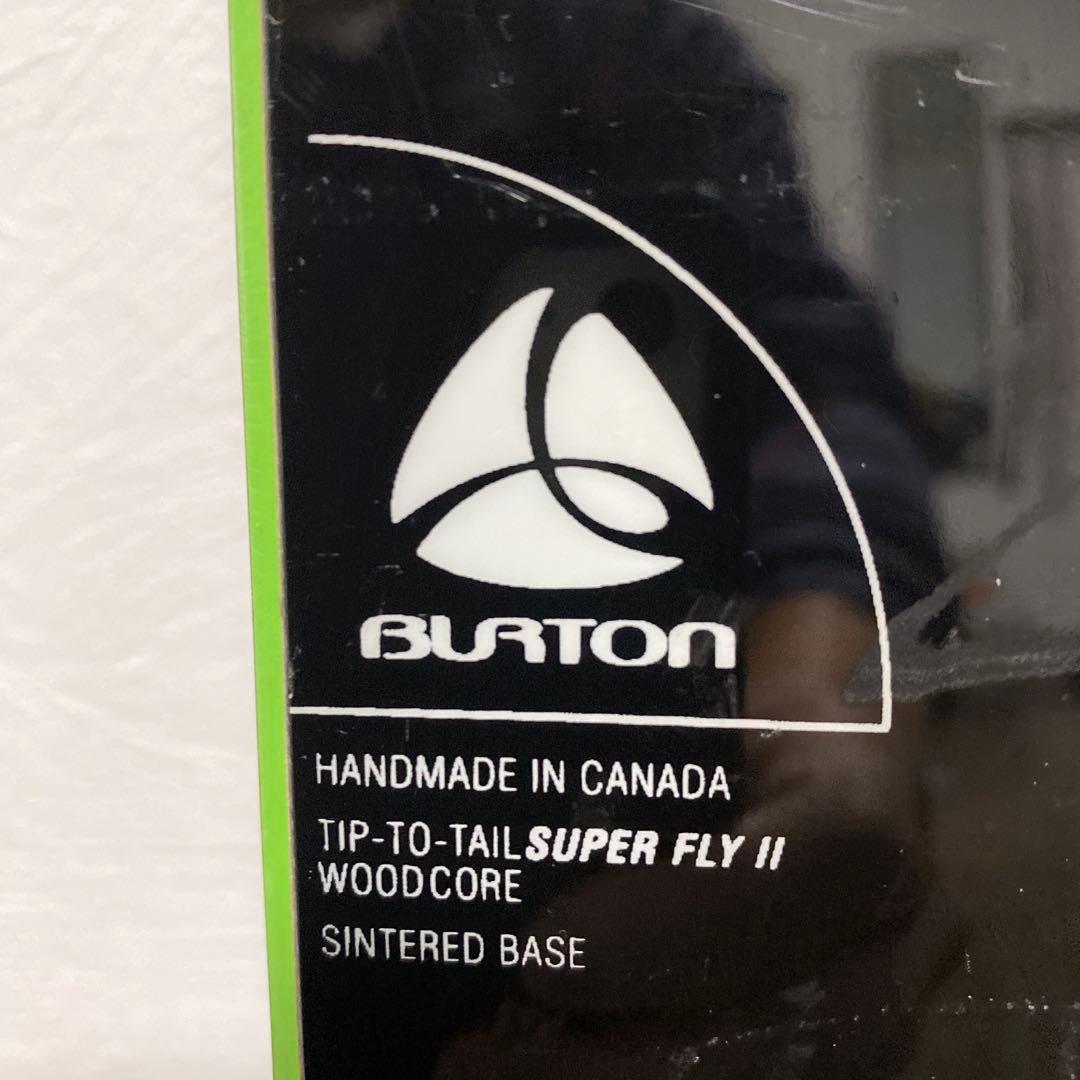 BURTON
HANDMADE IN CANADA
TIP-TO-TAIL SUPER FLY II
WOODCORE
SINTERED BASE